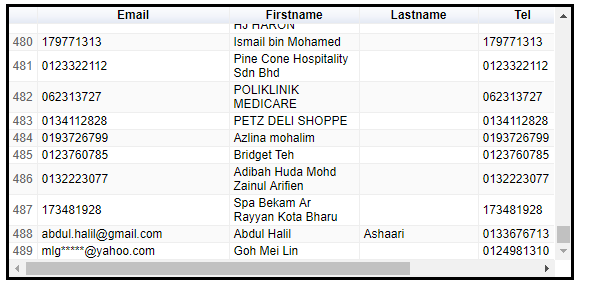 Email Firstname Lastname Tel
HJ HARON
480 179771313 Ismail bin Mohamed 179771313
481 0123322112 Pine Cone Hospitality 0123322112
Sdn Bhd
482 062313727 POLIKLINIK 062313727
MEDICARE
483 0134112828 PETZ DELI SHOPPE 0134112828
484 0193726799 Azlina mohalim 0193726799
485 0123760785 Bridget Teh 0123760785
486 0132223077 Adibah Huda Mohd 0132223077
Zainul Arifien
487 173481928 Spa Bekam Ar 173481928
Rayyan Kota Bharu
488 abdul.halil@gmail.com Abdul Halil Ashaari 0133676713
489 mlg*****@yahoo.com Goh Mei Lin 0124981310